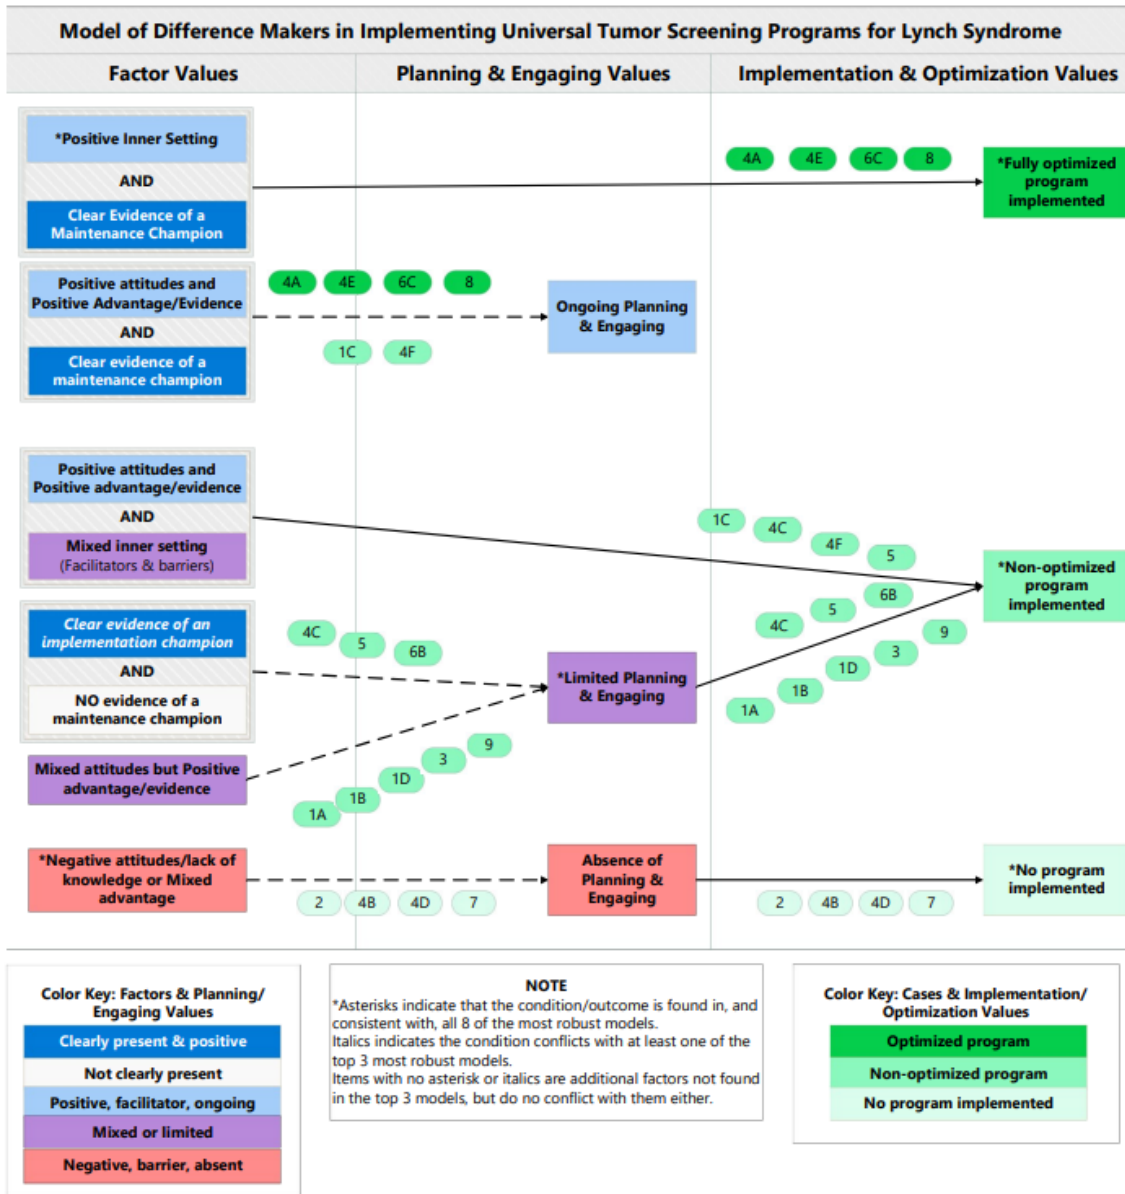 Model of Difference Makers in Implementing Universal Tumor Screening Programs for Lynch Syndrome
Factor Values
Planning & Engaging Values
Implementation & Optimization Values
*Positive Inner Setting
AND
Clear Evidence of a
Maintenance Champion
4A
4E
6C
8
*Fully optimized
program
implemented
Positive attitudes and
Positive Advantage/Evidence
AND
Clear evidence of a
maintenance champion
4A
4E
6C
8
1C
4F
Ongoing Planning
& Engaging
Positive attitudes and
Positive advantage/evidence
AND
Mixed inner setting
(Facilitators & barriers)
1C
4C
4F
5
*Non-optimized
program
implemented
Clear evidence of an
implementation champion
AND
NO evidence of a
maintenance champion
4C
5
6B
*Limited Planning
& Engaging
4C
5
6B
1A
1B
1D
3
9
Mixed attitudes but Positive
advantage/evidence
1A
1B
1D
3
9
*Negative attitudes/lack of
knowledge or Mixed
advantage
2
4B
4D
7
Absence of
Planning &
Engaging
2
4B
4D
7
*No program
implemented
Color Key: Factors & Planning/
Engaging Values
Clearly present & positive
Not clearly present
Positive, facilitator, ongoing
Mixed or limited
Negative, barrier, absent
NOTE
*Asterisks indicate that the condition/outcome is found in, and
consistent with, all 8 of the most robust models.
Italics indicates the condition conflicts with at least one of the
top 3 most robust models.
Items with no asterisk or italics are additional factors not found
in the top 3 models, but do no conflict with them either.
Color Key: Cases & Implementation/
Optimization Values
Optimized program
Non-optimized program
No program implemented